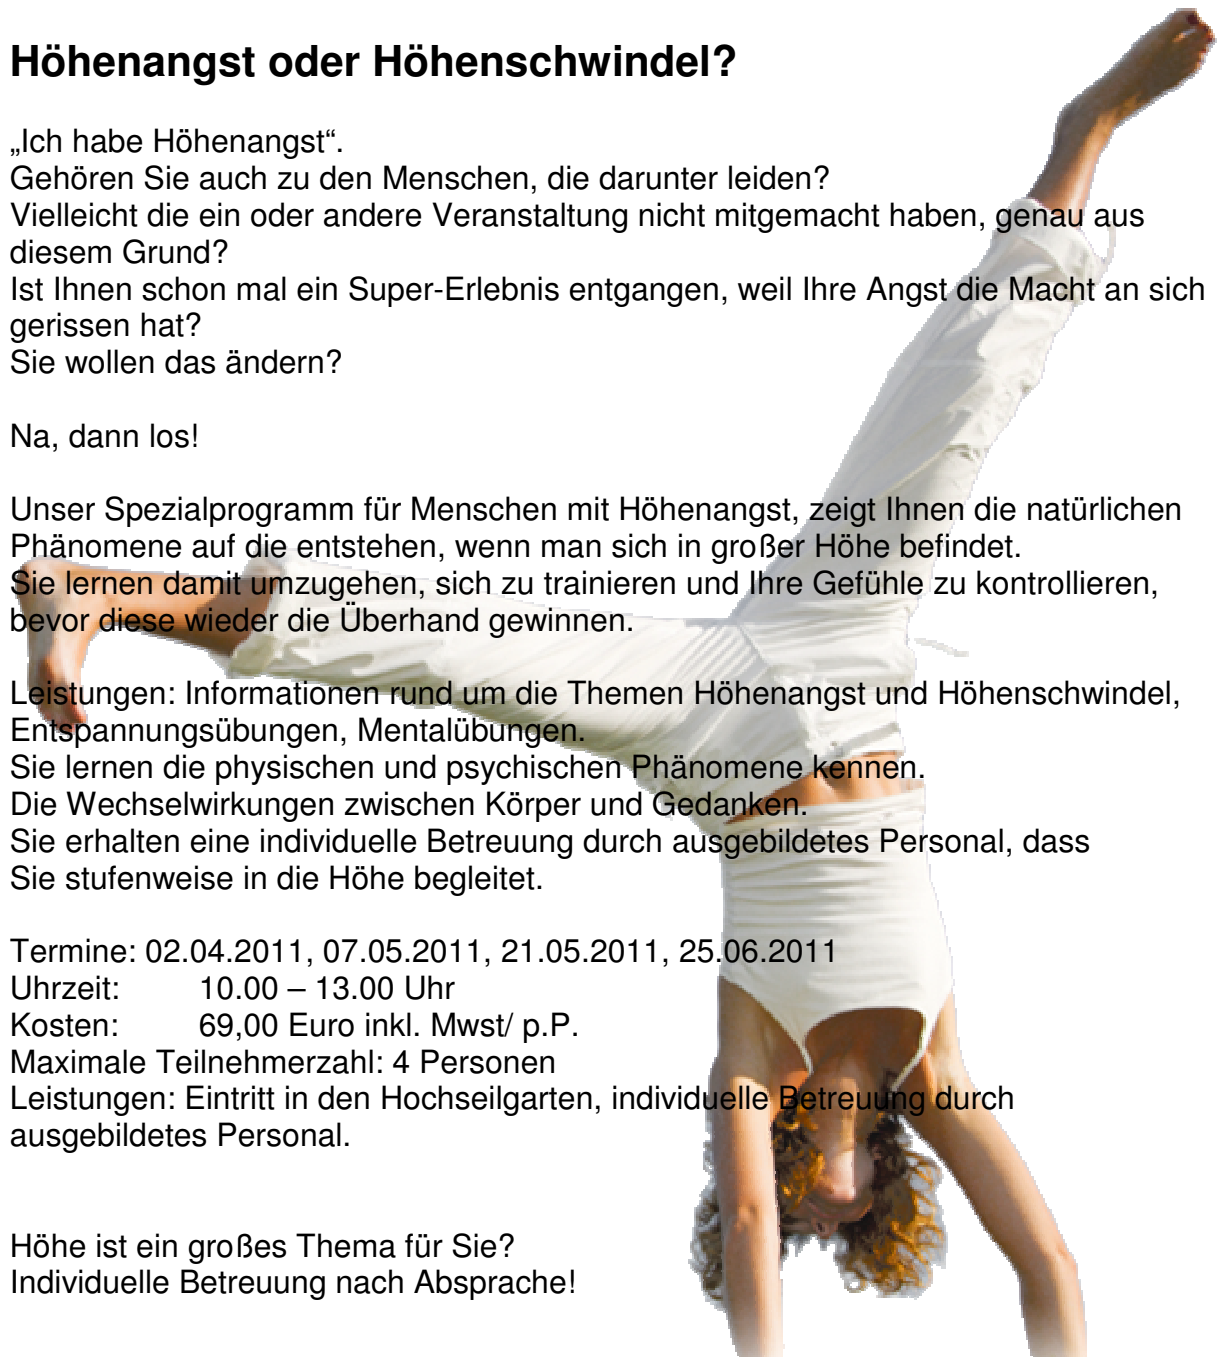 Höhenangst oder Höhenschwindel?
„Ich habe Höhenangst“.
Gehören Sie auch zu den Menschen, die darunter leiden?
Vielleicht die ein oder andere Veranstaltung nicht mitgemacht haben, genau aus
diesem Grund?
Ist Ihnen schon mal ein Super-Erlebnis entgangen, weil Ihre Angst die Macht an sich
gerissen hat?
Sie wollen das ändern?
Na, dann los!
Unser Spezialprogramm für Menschen mit Höhenangst, zeigt Ihnen die natürlichen
Phänomene auf die entstehen, wenn man sich in großer Höhe befindet.
Sie lernen damit umzugehen, sich zu trainieren und Ihre Gefühle zu kontrollieren,
bevor diese wieder die Überhand gewinnen.
Leistungen: Informationen rund um die Themen Höhenangst und Höhenschwindel,
Entspannungsübungen, Mentalübungen.
Sie lernen die physischen und psychischen Phänomene kennen.
Die Wechselwirkungen zwischen Körper und Gedanken.
Sie erhalten eine individuelle Betreuung durch ausgebildetes Personal, dass
Sie stufenweise in die Höhe begleitet.
Termine: 02.04.2011, 07.05.2011, 21.05.2011, 25.06.2011
Uhrzeit: 10.00 – 13.00 Uhr
Kosten: 69,00 Euro inkl. Mwst/ p.P.
Maximale Teilnehmerzahl: 4 Personen
Leistungen: Eintritt in den Hochseilgarten, individuelle Betreuung durch
ausgebildetes Personal.
Höhe ist ein großes Thema für Sie?
Individuelle Betreuung nach Absprache!